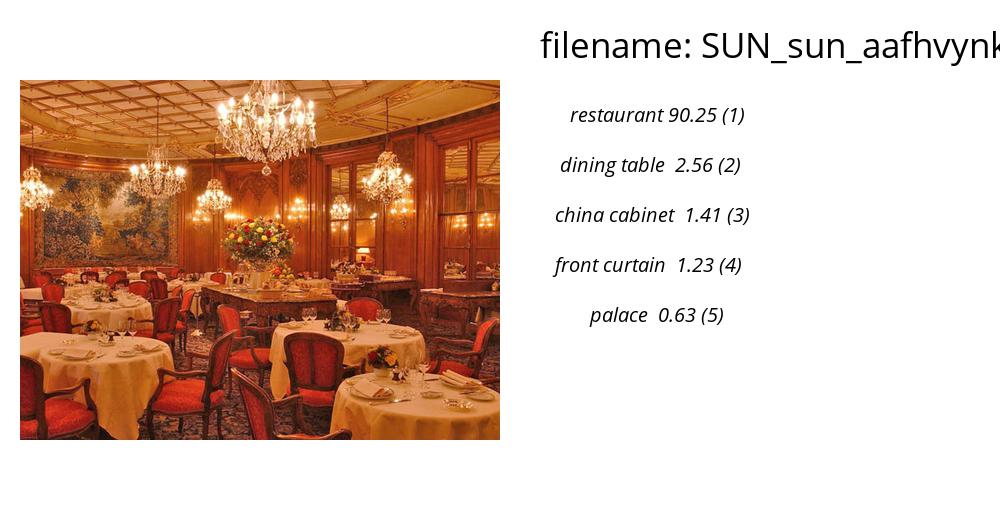 filename: SUN_sun_aafhvynk
restaurant 90.25 (1)
dining table 2.56 (2)
china cabinet 1.41 (3)
front curtain 1.23 (4)
palace 0.63 (5)